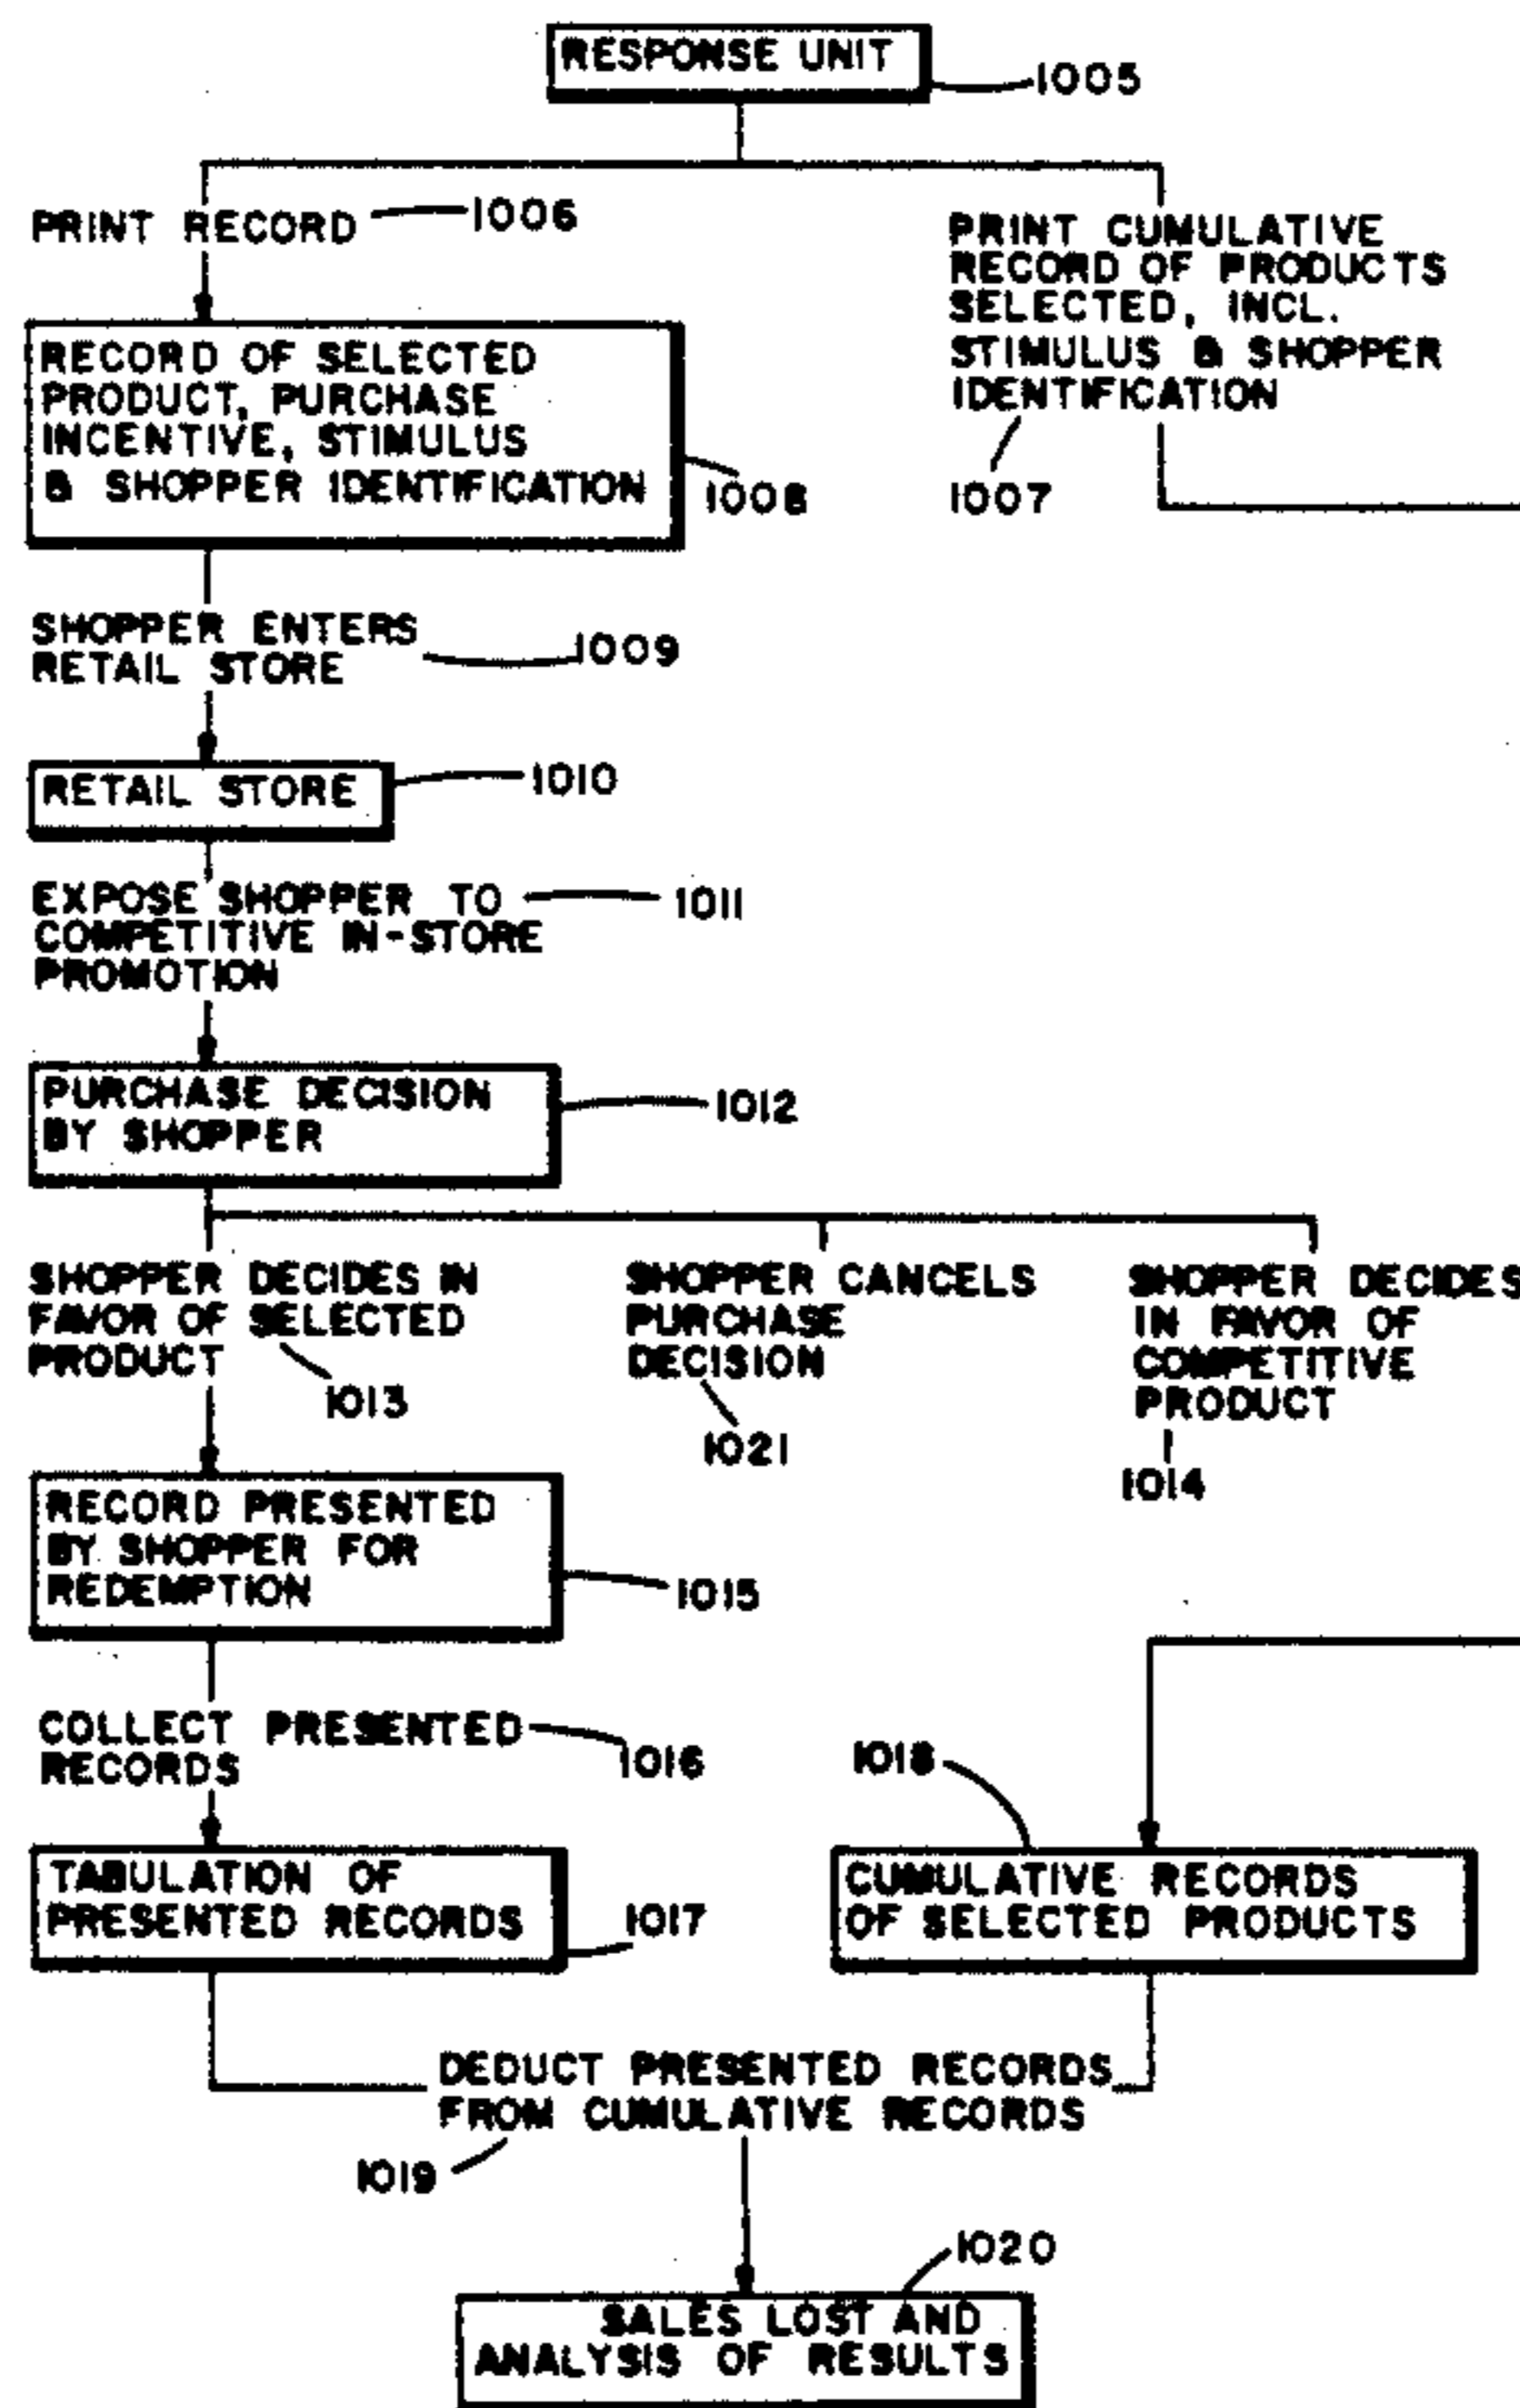 RESPONSE UNIT
1005
PRINT RECORD
1006
PRINT CUMULATIVE
RECORD OF PRODUCTS
SELECTED, INCL.
STIMULUS & SHOPPER
IDENTIFICATION
1007
RECORD OF SELECTED
PRODUCT, PURCHASE
INCENTIVE, STIMULUS
& SHOPPER IDENTIFICATION
1008
SHOPPER ENTERS
RETAIL STORE
1009
RETAIL STORE
1010
EXPOSE SHOPPER TO
COMPETITIVE IN-STORE
PROMOTION
1011
PURCHASE DECISION
BY SHOPPER
1012
SHOPPER DECIDES IN
FAVOR OF SELECTED
PRODUCT
1013
SHOPPER CANCELS
PURCHASE
DECISION
1021
SHOPPER DECIDES
IN FAVOR OF
COMPETITIVE
PRODUCT
1014
RECORD PRESENTED
BY SHOPPER FOR
REDEMPTION
1015
COLLECT PRESENTED
RECORDS
1016
1018
TABULATION OF
PRESENTED RECORDS
1017
CUMULATIVE RECORDS
OF SELECTED PRODUCTS
DEDUCT PRESENTED RECORDS
FROM CUMULATIVE RECORDS
1019
1020
SALES LOST AND
ANALYSIS OF RESULTS